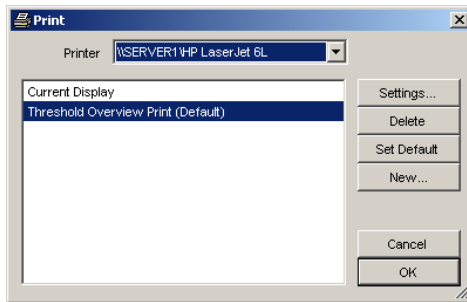 Print
Printer \\SERVER1\HP LaserJet 6L
Current Display
Threshold Overview Print (Default)
Settings...
Delete
Set Default
New...
Cancel
OK